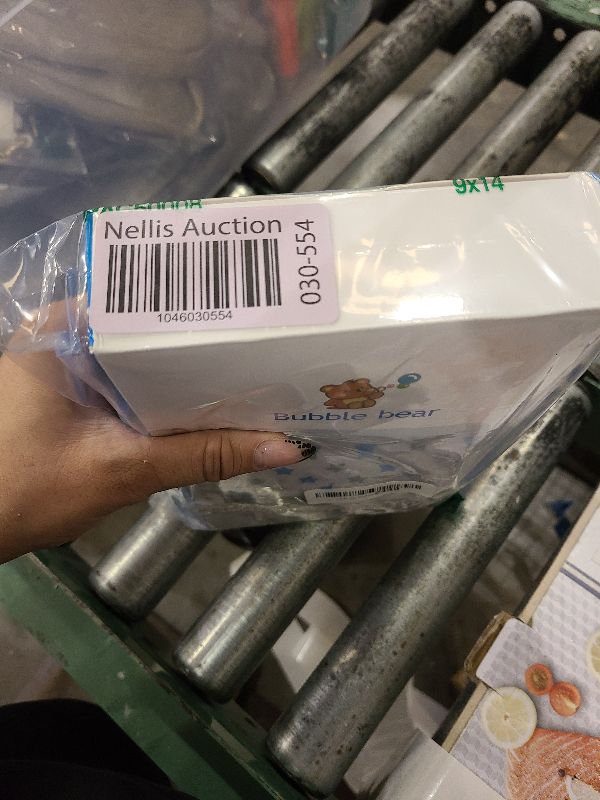 9x14
Nellis Auction
1046030554
030-554
Bubble bear